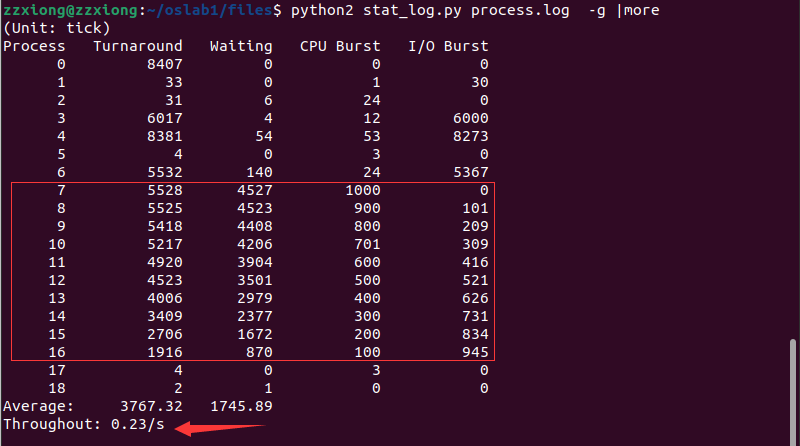 zzxiong@zzxiong:~/oslab1/files$ python2 stat_log.py process.log  -g |more
(Unit: tick)
Process   Turnaround   Waiting   CPU Burst   I/O Burst
      0         8407         0           0           0
      1           33         0           1          30
      2           31         6          24           0
      3         6017         4          12        6000
      4         8381        54          53        8273
      5            4         0           3           0
      6         5532       140          24        5367
      7         5528      4527        1000           0
      8         5525      4523         900         101
      9         5418      4408         800         209
     10         5217      4206         701         309
     11         4920      3904         600         416
     12         4523      3501         500         521
     13         4006      2979         400         626
     14         3409      2377         300         731
     15         2706      1672         200         834
     16         1916       870         100         945
     17            4         0           3           0
     18            2         1           0           0
Average:     3767.32   1745.89
Throughout: 0.23/s